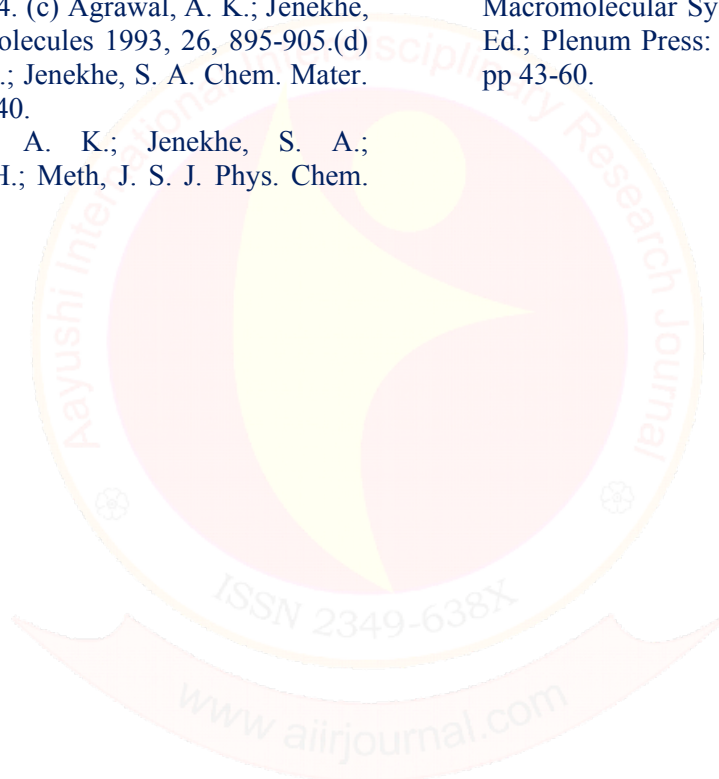 4. (c) Agrawal, A. K.; Jenekhe,
olecules 1993, 26, 895-905.(d)
.; Jenekhe, S. A. Chem. Mater.
40.
A. K.; Jenekhe, S. A.;
H.; Meth, J. S. J. Phys. Chem.
Macromolecular Sy
Ed.; Plenum Press:
pp 43-60.
Aayushi International Interdisciplinary Research Journal
ISSN 2349-638X
www.aiirjournal.com